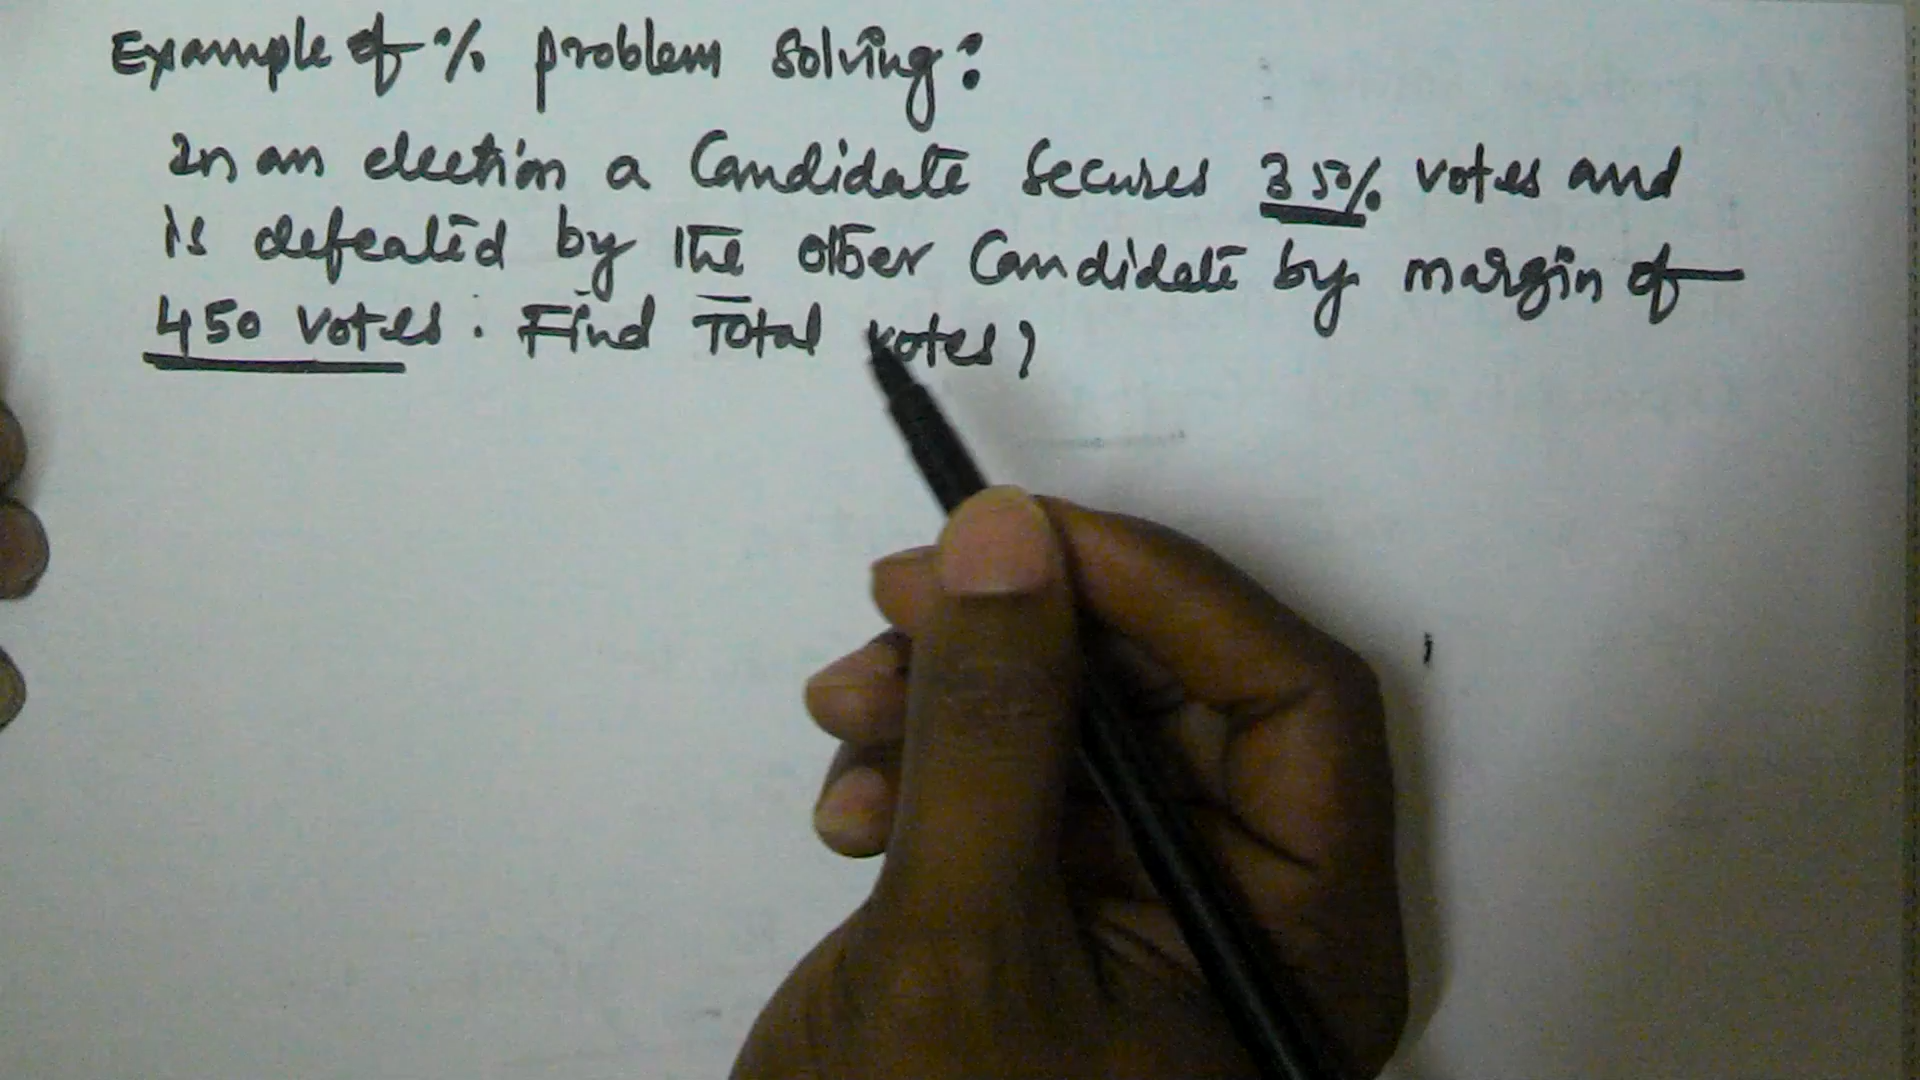 Example of % problem solving:
In an election a Candidate Secures 35% votes and
is defeated by the other Candidate by margin of
450 votes. Find Total votes?